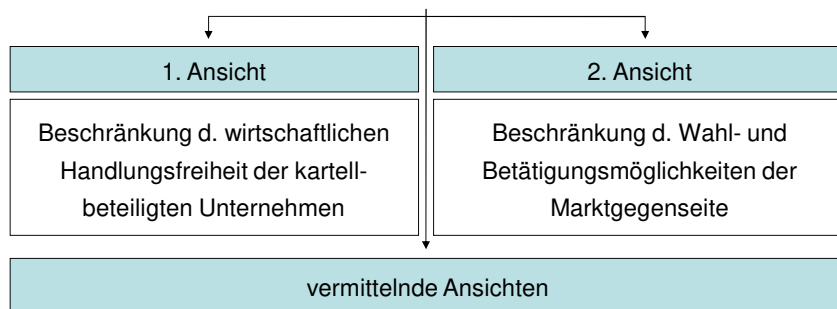 1. Ansicht
Beschränkung d. wirtschaftlichen
Handlungsfreiheit der kartell-
beteiligten Unternehmen
2. Ansicht
Beschränkung d. Wahl- und
Betätigungsmöglichkeiten der
Marktgegenseite
vermittelnde Ansichten